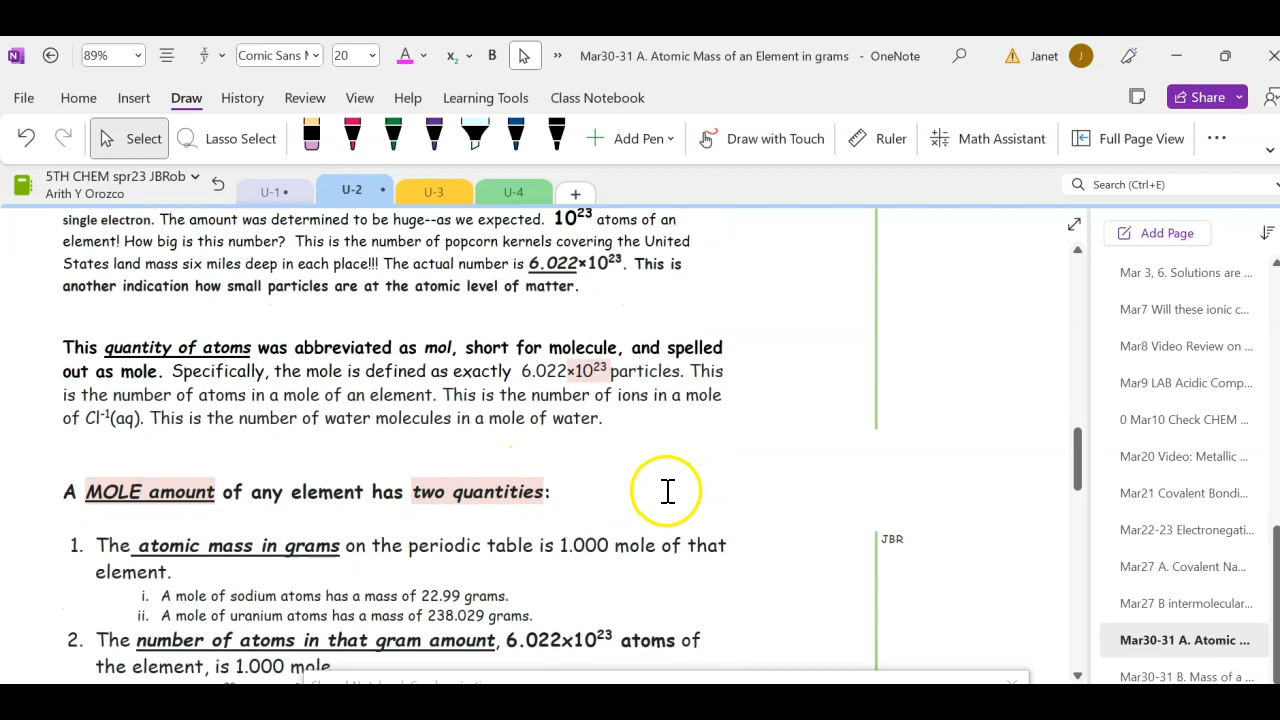 89%
Comic Sans M
20
A
x₂
B
Mar30-31 A. Atomic Mass of an Element in grams - OneNote
Janet
J
File Home Insert Draw History Review View Help Learning Tools Class Notebook
Share
Select
Lasso Select
Add Pen
Draw with Touch
Ruler
Math Assistant
Full Page View
5TH CHEM spr23 JBRob
Arith Y Orozco
U-1
U-2
U-3
U-4
Search (Ctrl+E)
Add Page
single electron. The amount was determined to be huge--as we expected. 10²³ atoms of an
element! How big is this number? This is the number of popcorn kernels covering the United
States land mass six miles deep in each place!!! The actual number is 6.022×10²³. This is
another indication how small particles are at the atomic level of matter.
This quantity of atoms was abbreviated as mol, short for molecule, and spelled
out as mole. Specifically, the mole is defined as exactly 6.022×10²³ particles. This
is the number of atoms in a mole of an element. This is the number of ions in a mole
of Cl⁻¹(aq). This is the number of water molecules in a mole of water.
A MOLE amount of any element has two quantities:
1. The atomic mass in grams on the periodic table is 1.000 mole of that
element.
i. A mole of sodium atoms has a mass of 22.99 grams.
ii. A mole of uranium atoms has a mass of 238.029 grams.
2. The number of atoms in that gram amount, 6.022x10²³ atoms of
the element, is 1.000 mole
JBR
Mar 3, 6. Solutions are ...
Mar7 Will these ionic c...
Mar8 Video Review on ...
Mar9 LAB Acidic Comp...
0 Mar10 Check CHEM ...
Mar20 Video: Metallic ...
Mar21 Covalent Bondi...
Mar22-23 Electronegati...
Mar27 A. Covalent Na...
Mar27 B intermolecular...
Mar30-31 A. Atomic ...
Mar30-31 B. Mass of a ...